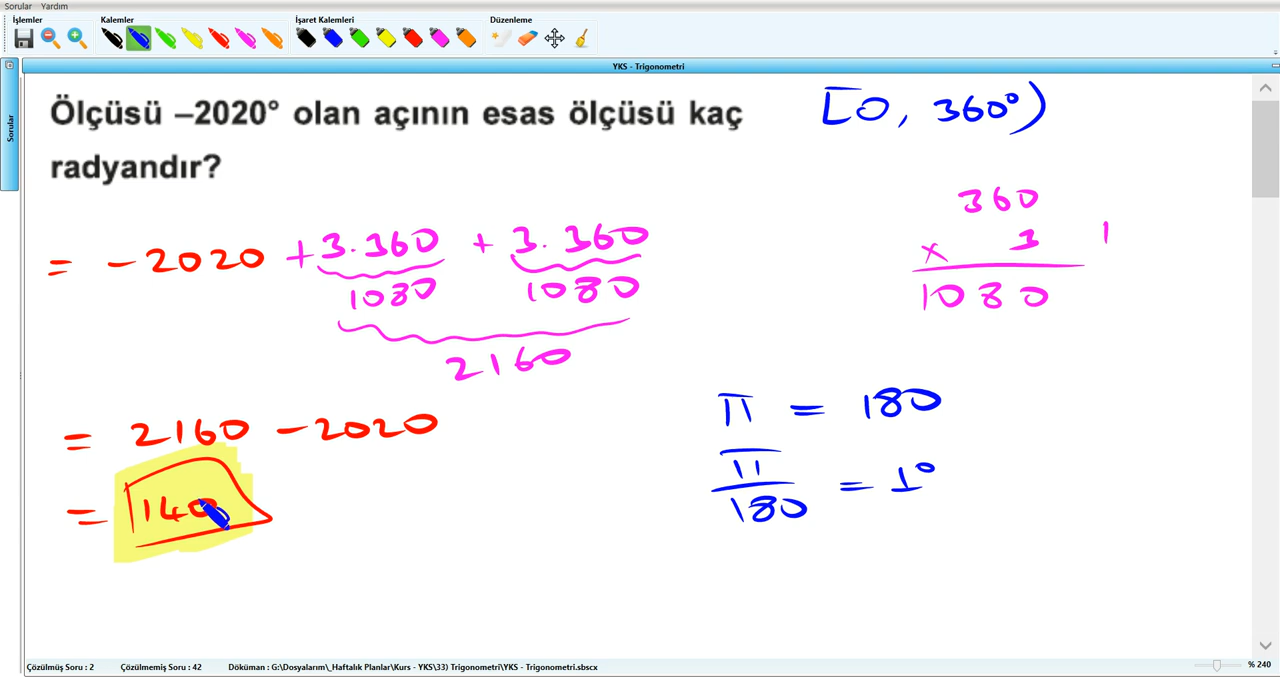 Sorular Yardım
İşlemler Kalemler İşaret Kalemleri Düzenleme
YKS - Trigonometri
Sorular
Ölçüsü –2020° olan açının esas ölçüsü kaç
radyandır?
[0, 360°)
= -2020 + 3.360 + 3.360
1080 1080
2160
360
x 3 1
1080
= 2160 - 2020
= 140
π = 180
π/180 = 1°
Çözülmüş Soru : 2 Çözülmemiş Soru : 42 Döküman : G:\Dosyalarım\_Haftalık Planlar\Kurs - YKS\33) Trigonometri\YKS - Trigonometri.sbscx % 240